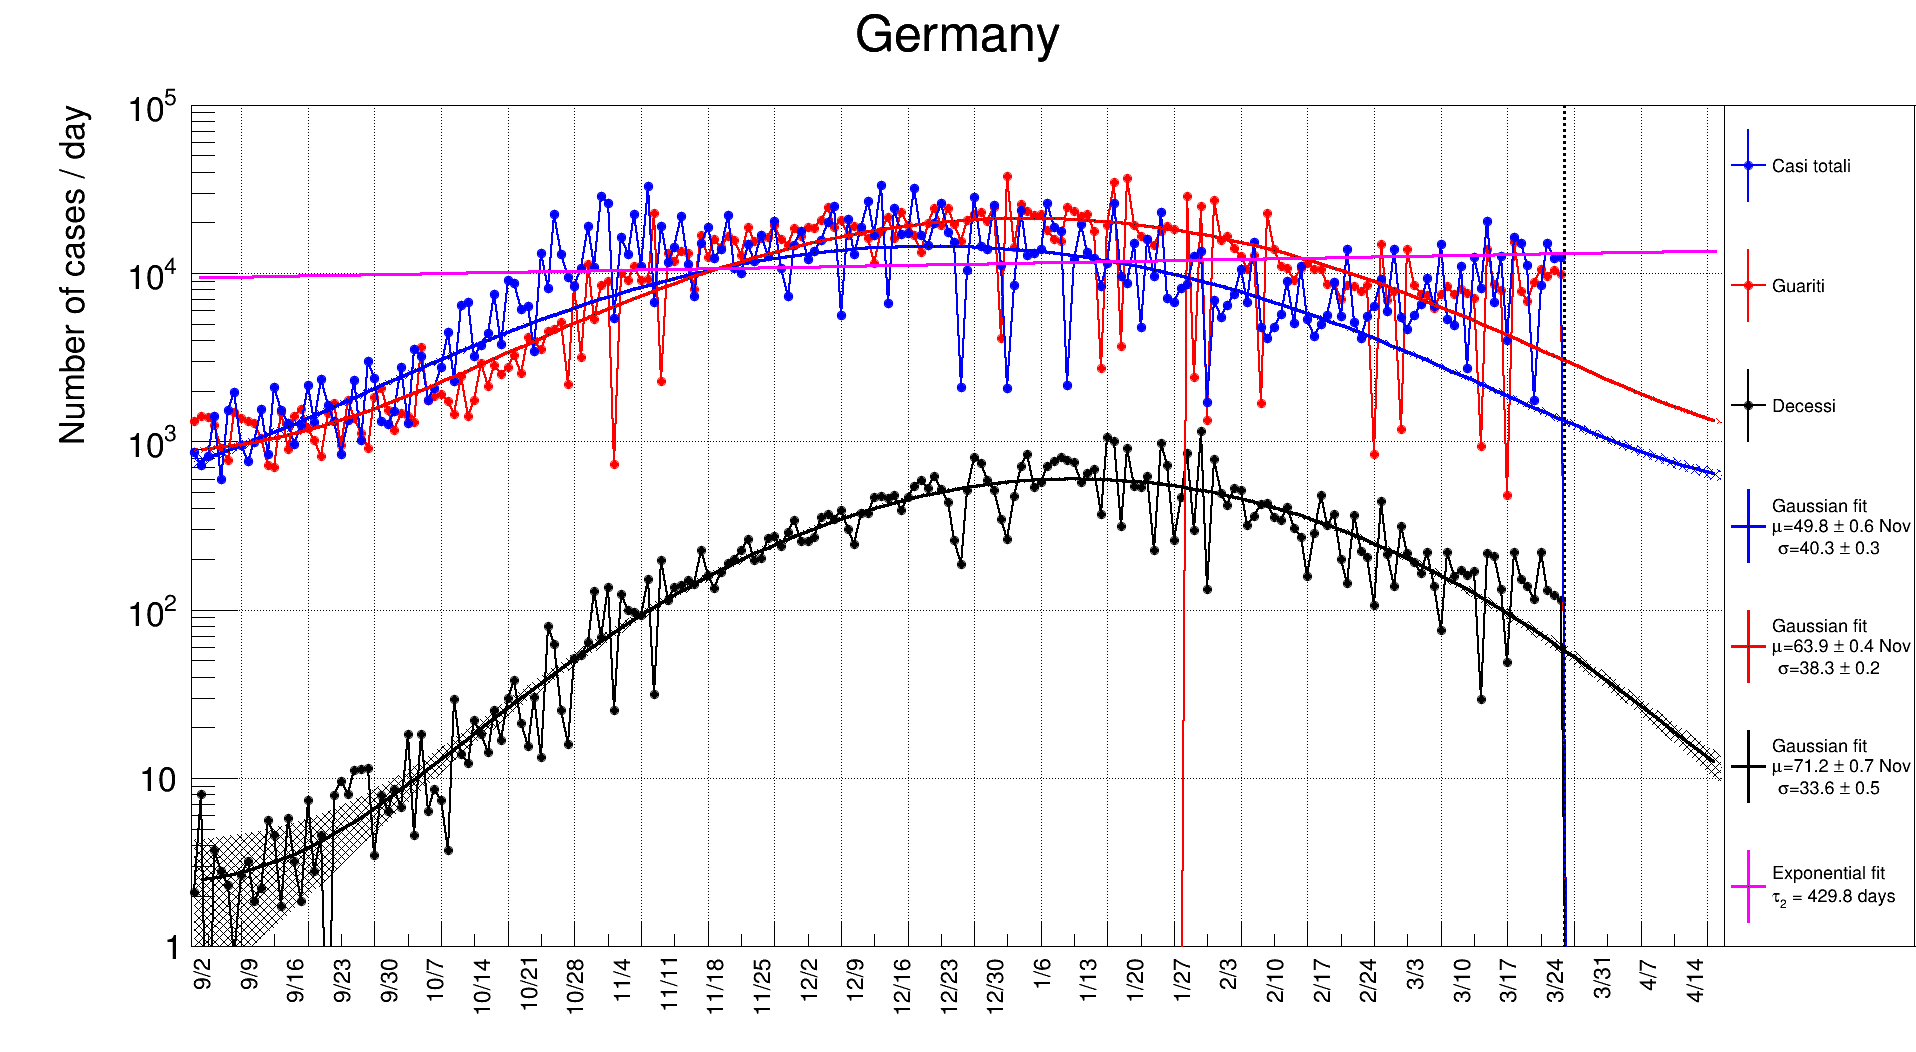 Germany
Number of cases / day
10^5
10^4
10^3
10^2
10
1
9/2
9/9
9/16
9/23
9/30
10/7
10/14
10/21
10/28
11/4
11/11
11/18
11/25
12/2
12/9
12/16
12/23
12/30
1/6
1/13
1/20
1/27
2/3
2/10
2/17
2/24
3/3
3/10
3/17
3/24
3/31
4/7
4/14
Casi totali
Guariti
Decessi
Gaussian fit
μ=49.8 ± 0.6 Nov
σ=40.3 ± 0.3
Gaussian fit
μ=63.9 ± 0.4 Nov
σ=38.3 ± 0.2
Gaussian fit
μ=71.2 ± 0.7 Nov
σ=33.6 ± 0.5
Exponential fit
τ₂ = 429.8 days